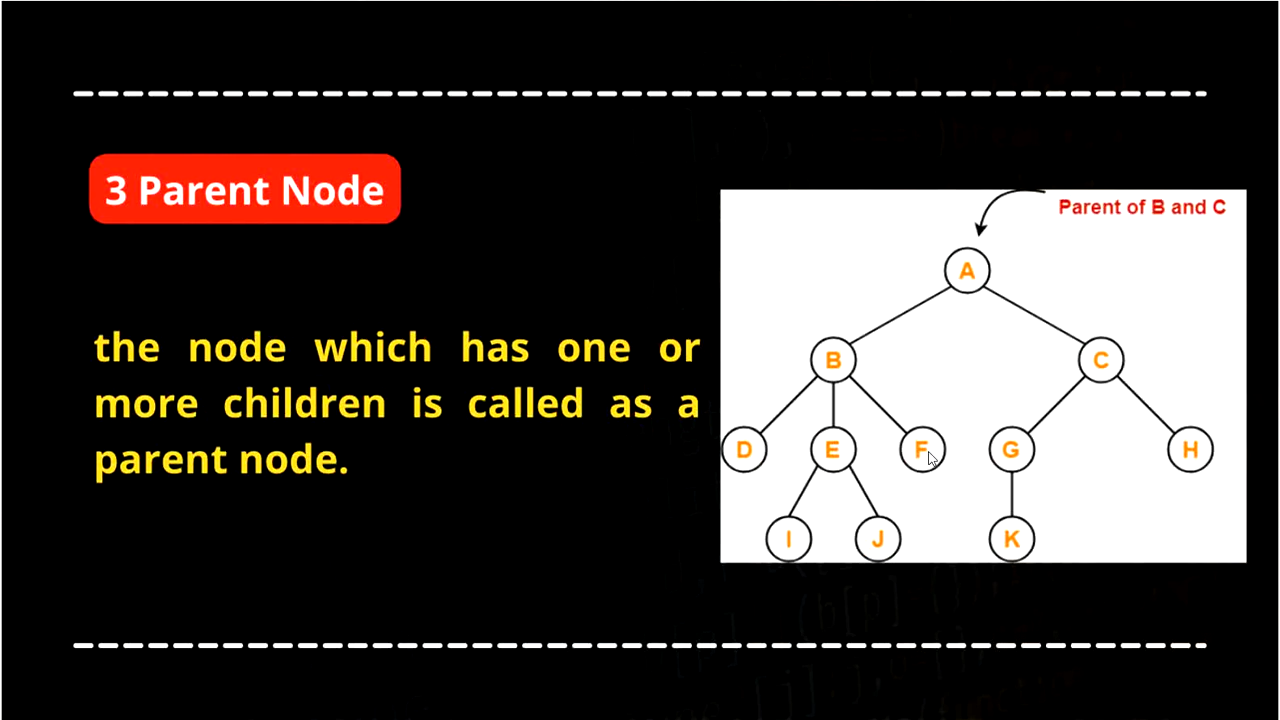 3 Parent Node
the node which has one or
more children is called as a
parent node.
Parent of B and C
A
B
C
D
E
F
G
H
I
J
K